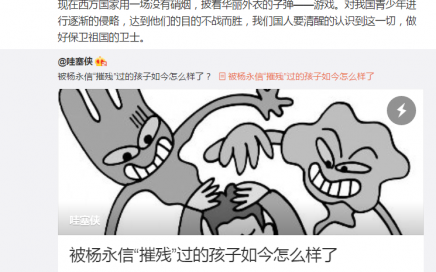 现在西方国家用一场没有硝烟，披着华丽外衣的子弹——游戏。对我国青少年进
行逐渐的侵略，达到他们的目的不战而胜，我们国人要清醒的认识到这一切，做
好保卫祖国的卫士。
@哇塞侠
被杨永信“摧残”过的孩子如今怎么样了？ 被杨永信“摧残”过的孩子如今怎么样了
哇塞侠
被杨永信“摧残”过的孩子如今怎么样了